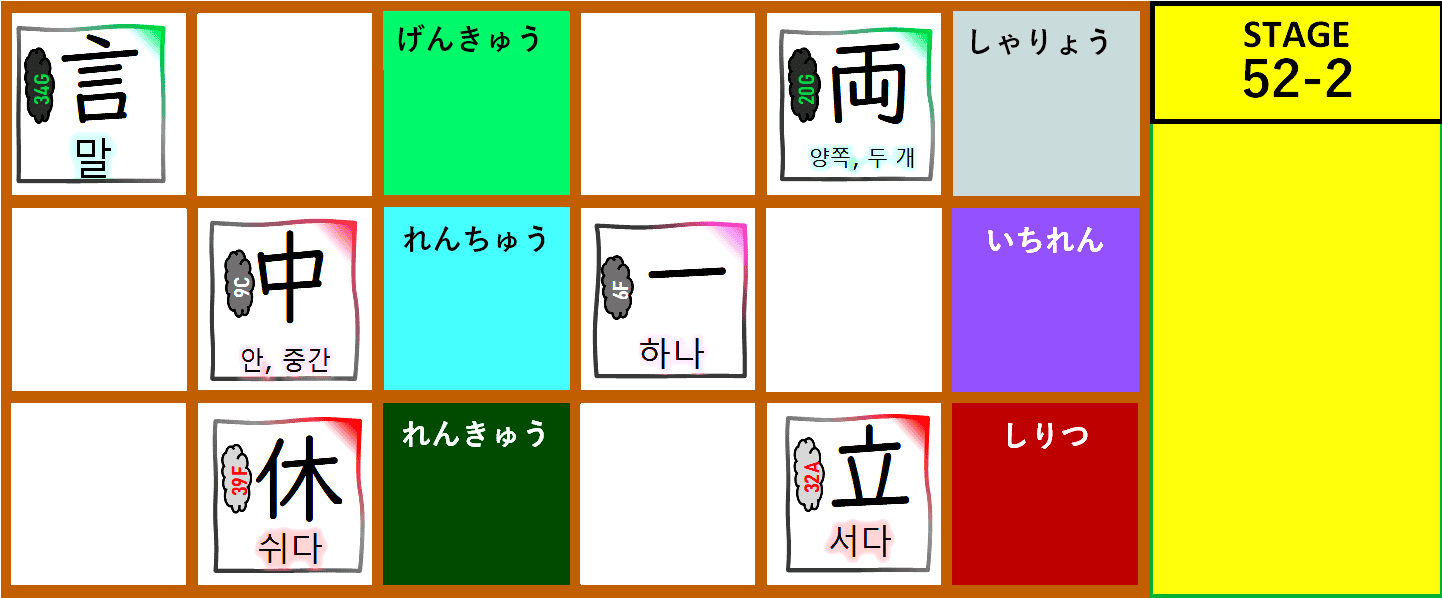 言
34G
말
げんきゅう
両
20G
양쪽, 두 개
しゃりょう
STAGE
52-2
中
9C
안, 중간
れんちゅう
一
6F
하나
いちれん
休
39F
쉬다
れんきゅう
立
32A
서다
しりつ